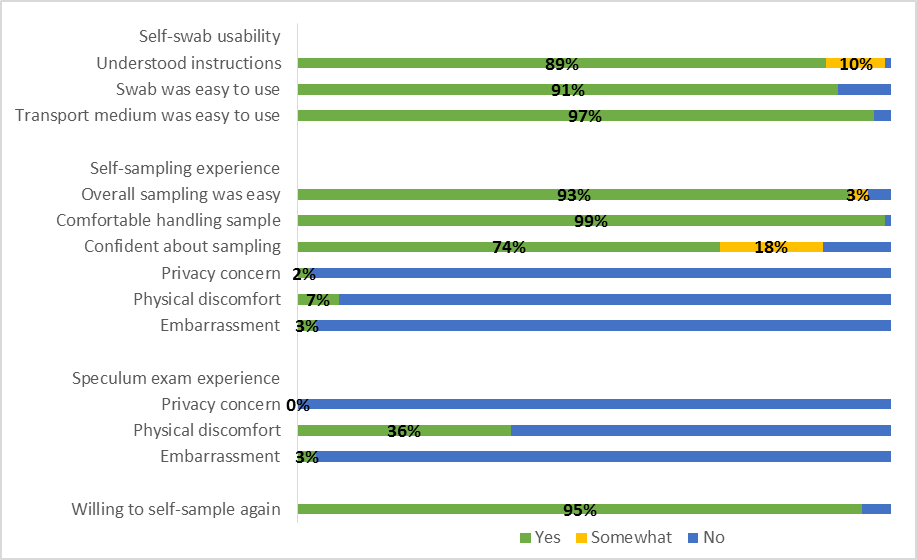 Self-swab usability
Understood instructions 89% 10%
Swab was easy to use 91%
Transport medium was easy to use 97%
Self-sampling experience
Overall sampling was easy 93% 3%
Comfortable handling sample 99%
Confident about sampling 74% 18%
Privacy concern 2%
Physical discomfort 7%
Embarrassment 3%
Speculum exam experience
Privacy concern 0%
Physical discomfort 36%
Embarrassment 3%
Willing to self-sample again 95%
Yes Somewhat No